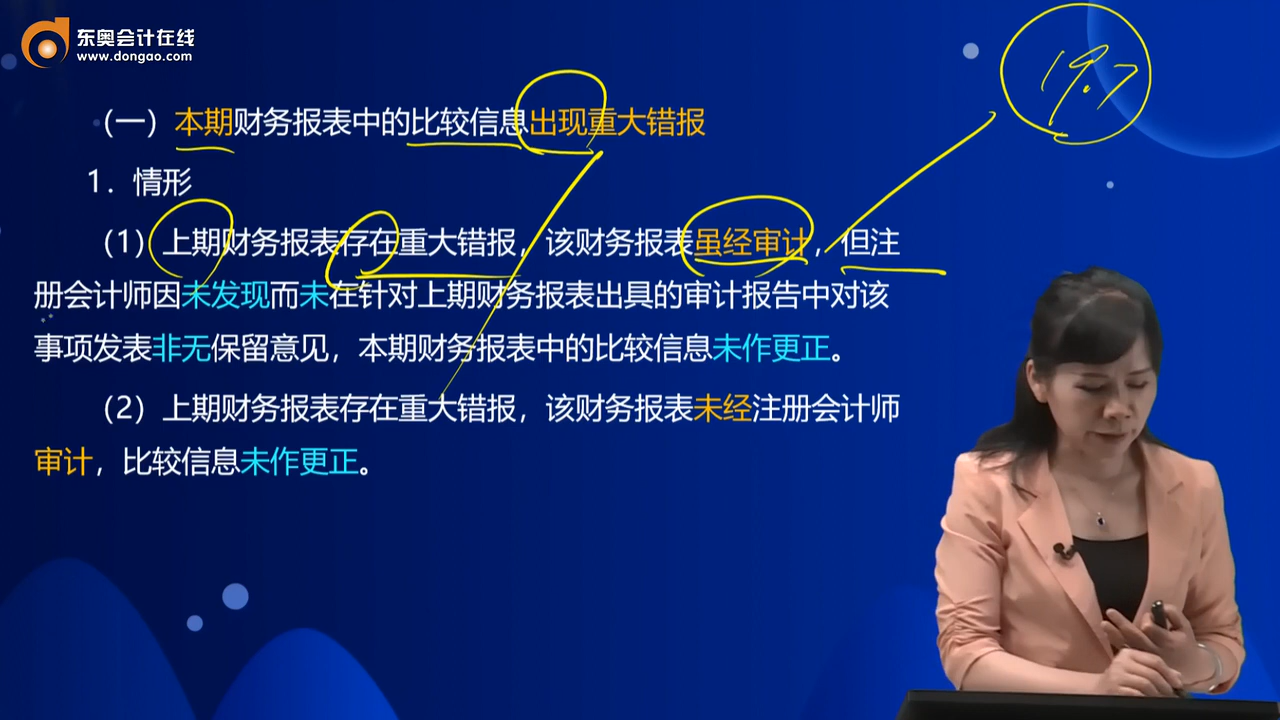 东奥会计在线
www.dongao.com
19.7
（一）本期财务报表中的比较信息出现重大错报
1．情形
（1）上期财务报表存在重大错报，该财务报表虽经审计，但注
册会计师因未发现而未在针对上期财务报表出具的审计报告中对该
事项发表非无保留意见，本期财务报表中的比较信息未作更正。
（2）上期财务报表存在重大错报，该财务报表未经注册会计师
审计，比较信息未作更正。